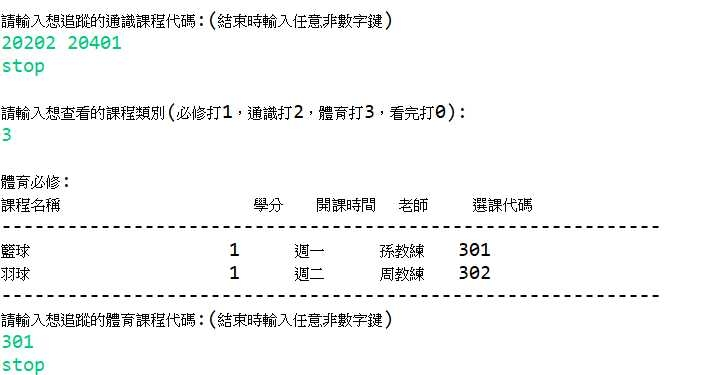 請輸入想追蹤的通識課程代碼:(結束時輸入任意非數字鍵)
20202 20401
stop
請輸入想查看的課程類別(必修打1，通識打2，體育打3，看完打0):
3
體育必修:
課程名稱 學分 開課時間 老師 選課代碼
------------------------------------------------------------
籃球 1 週一 孫教練 301
羽球 1 週二 周教練 302
------------------------------------------------------------
請輸入想追蹤的體育課程代碼:(結束時輸入任意非數字鍵)
301
stop